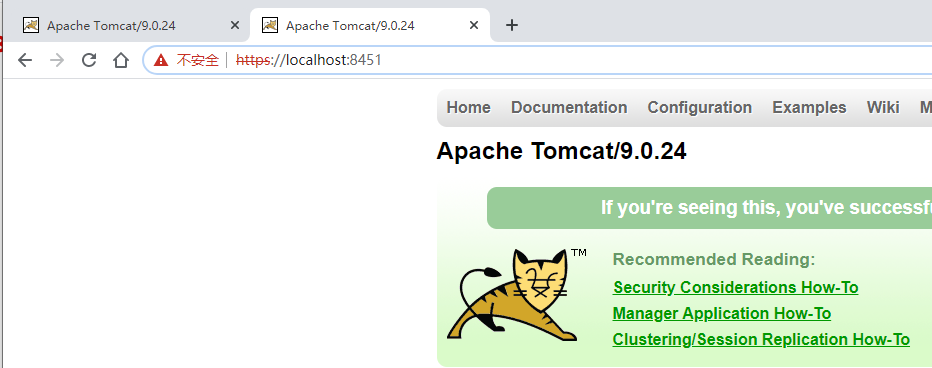 Apache Tomcat/9.0.24 Apache Tomcat/9.0.24
不安全 https://localhost:8451
Home Documentation Configuration Examples Wiki M
Apache Tomcat/9.0.24
If you're seeing this, you've successfu
TM
Recommended Reading:
Security Considerations How-To
Manager Application How-To
Clustering/Session Replication How-To